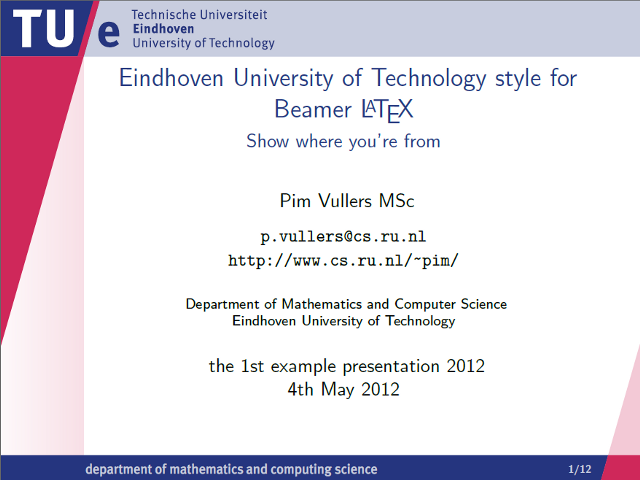 TU
e
Technische Universiteit
Eindhoven
University of Technology
Eindhoven University of Technology style for
Beamer LATEX
Show where you're from
Pim Vullers MSc
p.vullers@cs.ru.nl
http://www.cs.ru.nl/~pim/
Department of Mathematics and Computer Science
Eindhoven University of Technology
the 1st example presentation 2012
4th May 2012
department of mathematics and computing science
1/12